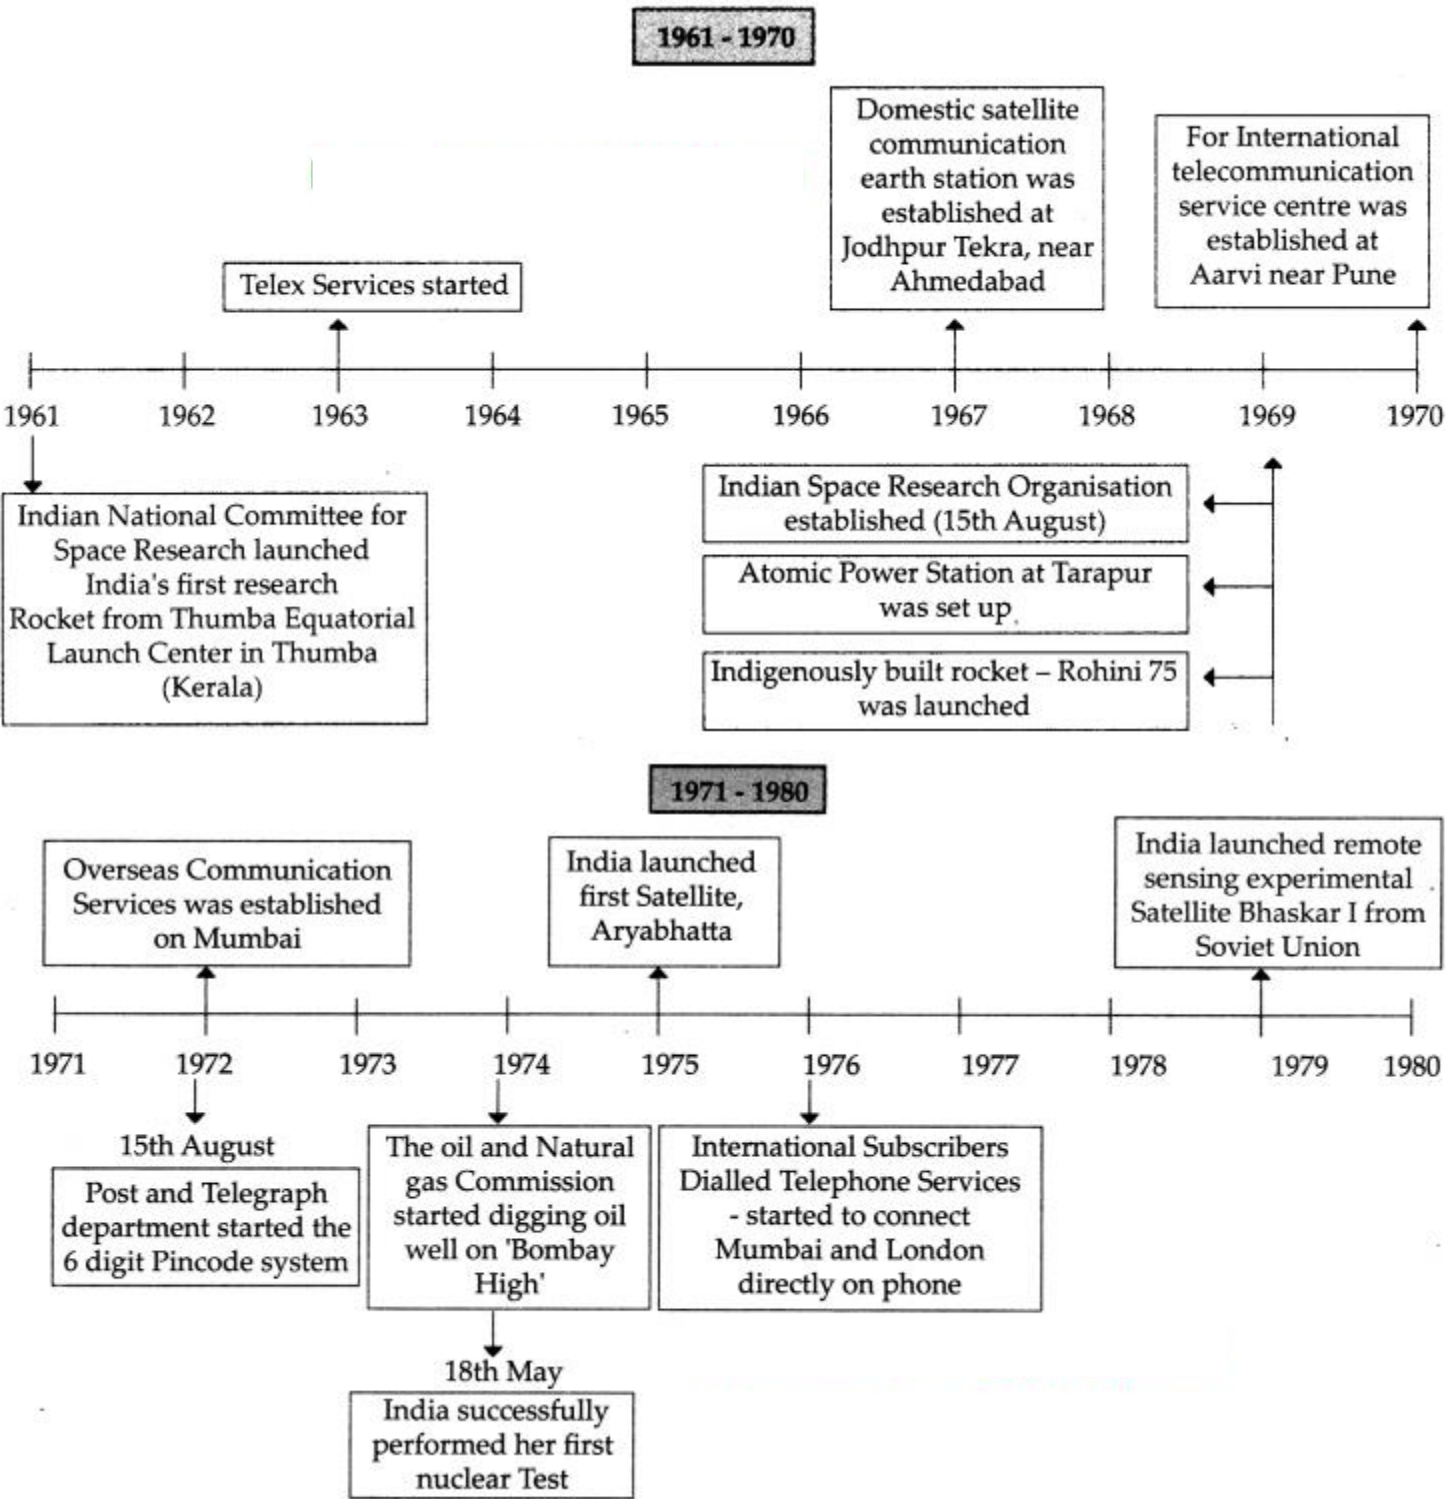 1961 - 1970
Domestic satellite
communication
earth station was
established at
Jodhpur Tekra, near
Ahmedabad
For International
telecommunication
service centre was
established at
Aarvi near Pune
Telex Services started
1961
1962
1963
1964
1965
1966
1967
1968
1969
1970
Indian National Committee for
Space Research launched
India's first research
Rocket from Thumba Equatorial
Launch Center in Thumba
(Kerala)
Indian Space Research Organisation
established (15th August)
Atomic Power Station at Tarapur
was set up
Indigenously built rocket – Rohini 75
was launched
1971 - 1980
Overseas Communication
Services was established
on Mumbai
India launched
first Satellite,
Aryabhatta
India launched remote
sensing experimental
Satellite Bhaskar I from
Soviet Union
1971
1972
1973
1974
1975
1976
1977
1978
1979
1980
15th August
Post and Telegraph
department started the
6 digit Pincode system
The oil and Natural
gas Commission
started digging oil
well on 'Bombay
High'
International Subscribers
Dialled Telephone Services
- started to connect
Mumbai and London
directly on phone
18th May
India successfully
performed her first
nuclear Test